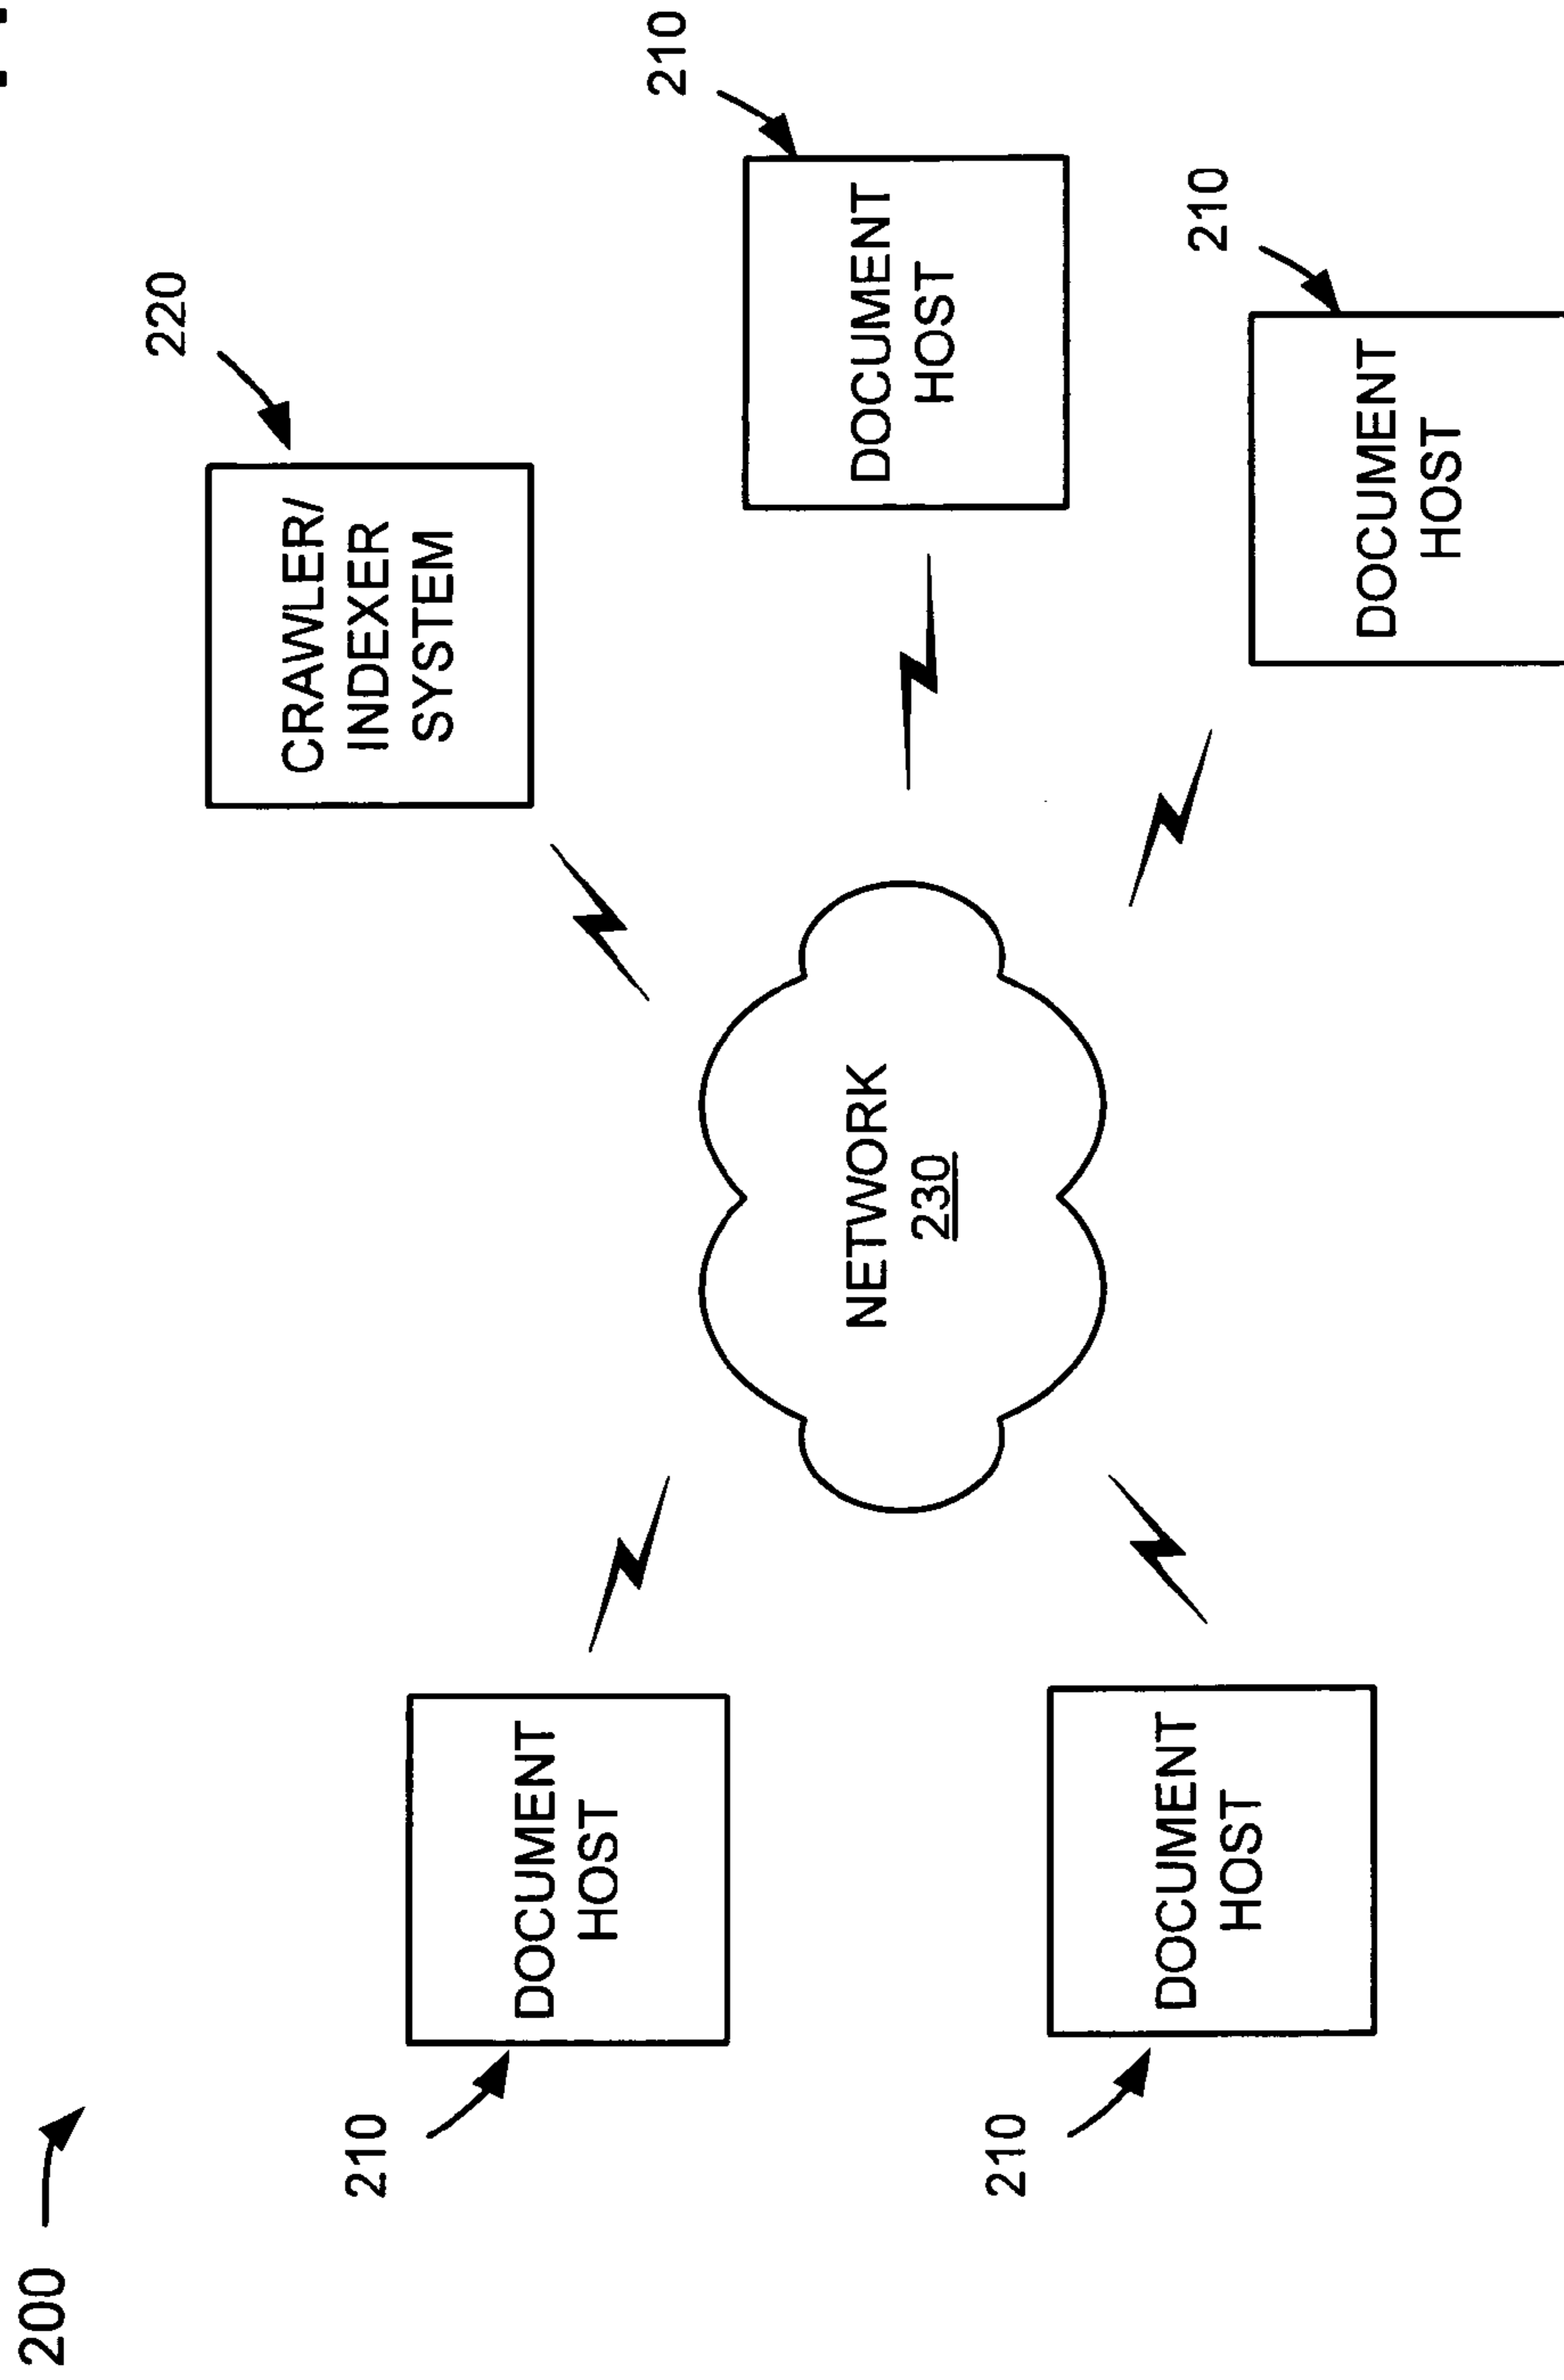 200
220
CRAWLER/
INDEXER
SYSTEM
210
DOCUMENT
HOST
210
DOCUMENT
HOST
NETWORK
230
210
DOCUMENT
HOST
210
DOCUMENT
HOST